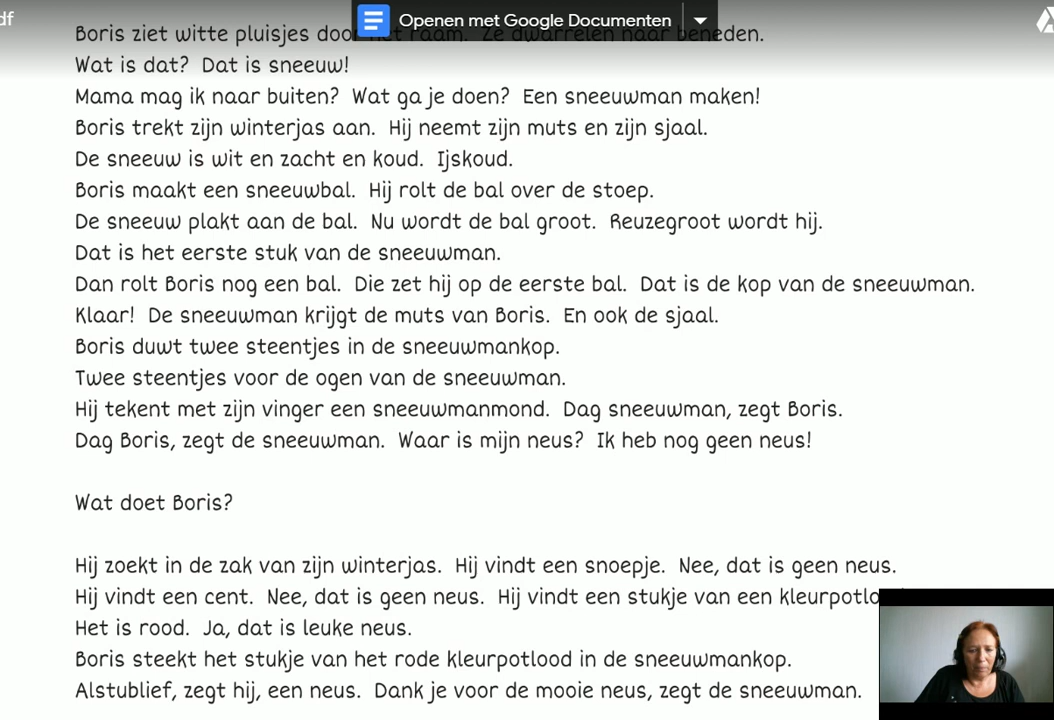 df
Openen met Google Documenten
Boris ziet witte pluisjes door het raam. Ze dwarrelen naar beneden.
Wat is dat? Dat is sneeuw!
Mama mag ik naar buiten? Wat ga je doen? Een sneeuwman maken!
Boris trekt zijn winterjas aan. Hij neemt zijn muts en zijn sjaal.
De sneeuw is wit en zacht en koud. Ijskoud.
Boris maakt een sneeuwbal. Hij rolt de bal over de stoep.
De sneeuw plakt aan de bal. Nu wordt de bal groot. Reuzegroot wordt hij.
Dat is het eerste stuk van de sneeuwman.
Dan rolt Boris nog een bal. Die zet hij op de eerste bal. Dat is de kop van de sneeuwman.
Klaar! De sneeuwman krijgt de muts van Boris. En ook de sjaal.
Boris duwt twee steentjes in de sneeuwmankop.
Twee steentjes voor de ogen van de sneeuwman.
Hij tekent met zijn vinger een sneeuwmanmond. Dag sneeuwman, zegt Boris.
Dag Boris, zegt de sneeuwman. Waar is mijn neus? Ik heb nog geen neus!
Wat doet Boris?
Hij zoekt in de zak van zijn winterjas. Hij vindt een snoepje. Nee, dat is geen neus.
Hij vindt een cent. Nee, dat is geen neus. Hij vindt een stukje van een
Het is rood. Ja, dat is leuke neus.
Boris steekt het stukje van het rode kleurpotlood in de sneeuwmankop.
Alstublief, zegt hij, een neus. Dank je voor de mooie neus, zegt de sneeuwman.